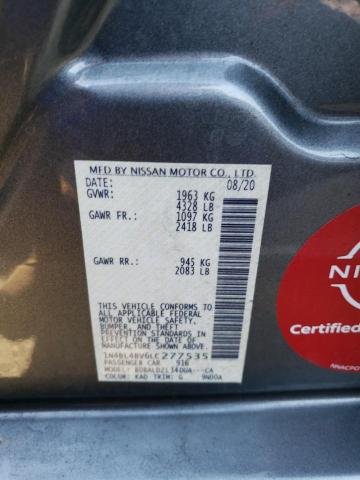 MFD BY NISSAN MOTOR CO., LTD.
DATE: 08/20
GVWR: 1963 KG
4328 LB
GAWR FR: 1097 KG
2418 LB
GAWR RR: 945 KG
2083 LB
THIS VEHICLE CONFORMS TO
ALL APPLICABLE FEDERAL
MOTOR VEHICLE SAFETY,
BUMPER, AND THEFT
PREVENTION STANDARDS IN
EFFECT ON THE DATE OF
MANUFACTURE SHOWN ABOVE.
1N4BL4BV6LC277535
PASSENGER CAR 916
MODEL/ CA
COLOR: KAD TRIM: G
NI
Certified